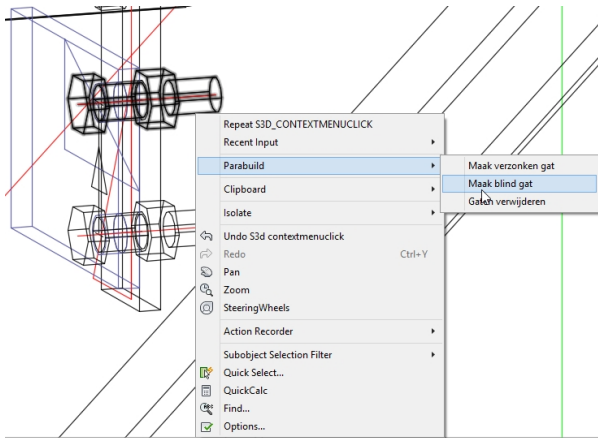 Repeat S3D_CONTEXTMENUCLICK
Recent Input
Parabuild
Maak verzonken gat
Maak blind gat
Gaten verwijderen
Clipboard
Isolate
Undo S3d contextmenuclick
Redo Ctrl+Y
Pan
Zoom
SteeringWheels
Action Recorder
Subobject Selection Filter
Quick Select...
QuickCalc
Find...
Options...